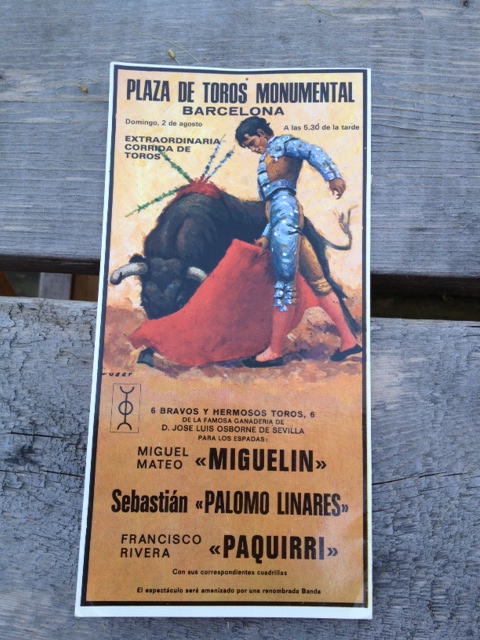 PLAZA DE TOROS MONUMENTAL
BARCELONA
Domingo, 2 de agosto
A las 5,30 de la tarde
EXTRAORDINARIA
CORRIDA DE
TOROS
6 BRAVOS Y HERMOSOS TOROS, 6
DE LA FAMOSA GANADERIA DE
D. JOSE LUIS OSBORNE DE SEVILLA
PARA LOS ESPADAS:
MIGUEL
MATEO «MIGUELIN»
Sebastián «PALOMO LINARES»
FRANCISCO
RIVERA «PAQUIRRI»
Con sus correspondientes cuadrillas
El espectáculo será amenizado por una renombrada Banda